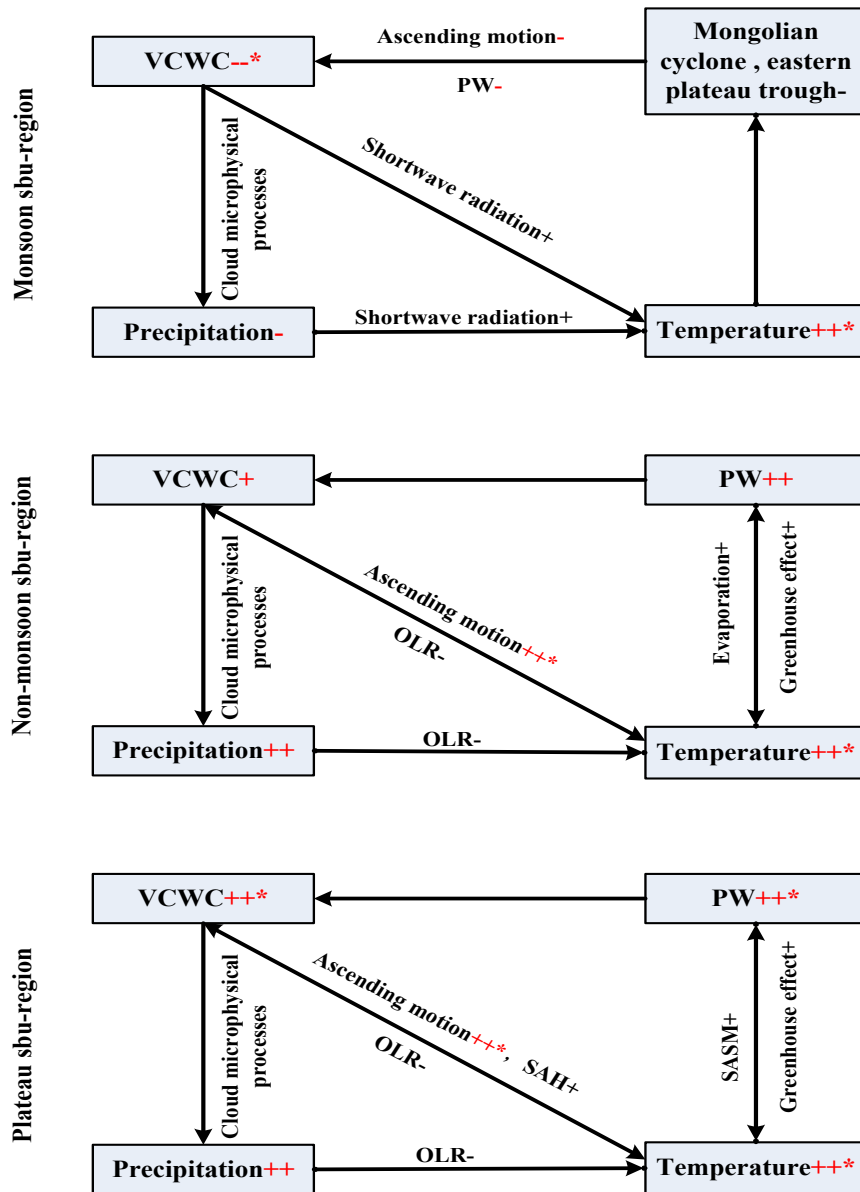 Monsoon sbu-region
VCWC--*
Ascending motion-
PW-
Mongolian
cyclone , eastern
plateau trough-
Cloud microphysical
processes
Shortwave radiation+
Precipitation-
Shortwave radiation+
Temperature++*
Non-monsoon sbu-region
VCWC+
PW++
Cloud microphysical
processes
Ascending motion++*
OLR-
Evaporation+
Greenhouse effect+
Precipitation++
OLR-
Temperature++*
Plateau sbu-region
VCWC++*
PW++*
Cloud microphysical
processes
Ascending motion++*, SAH+
OLR-
SASM+
Greenhouse effect+
Precipitation++
OLR-
Temperature++*